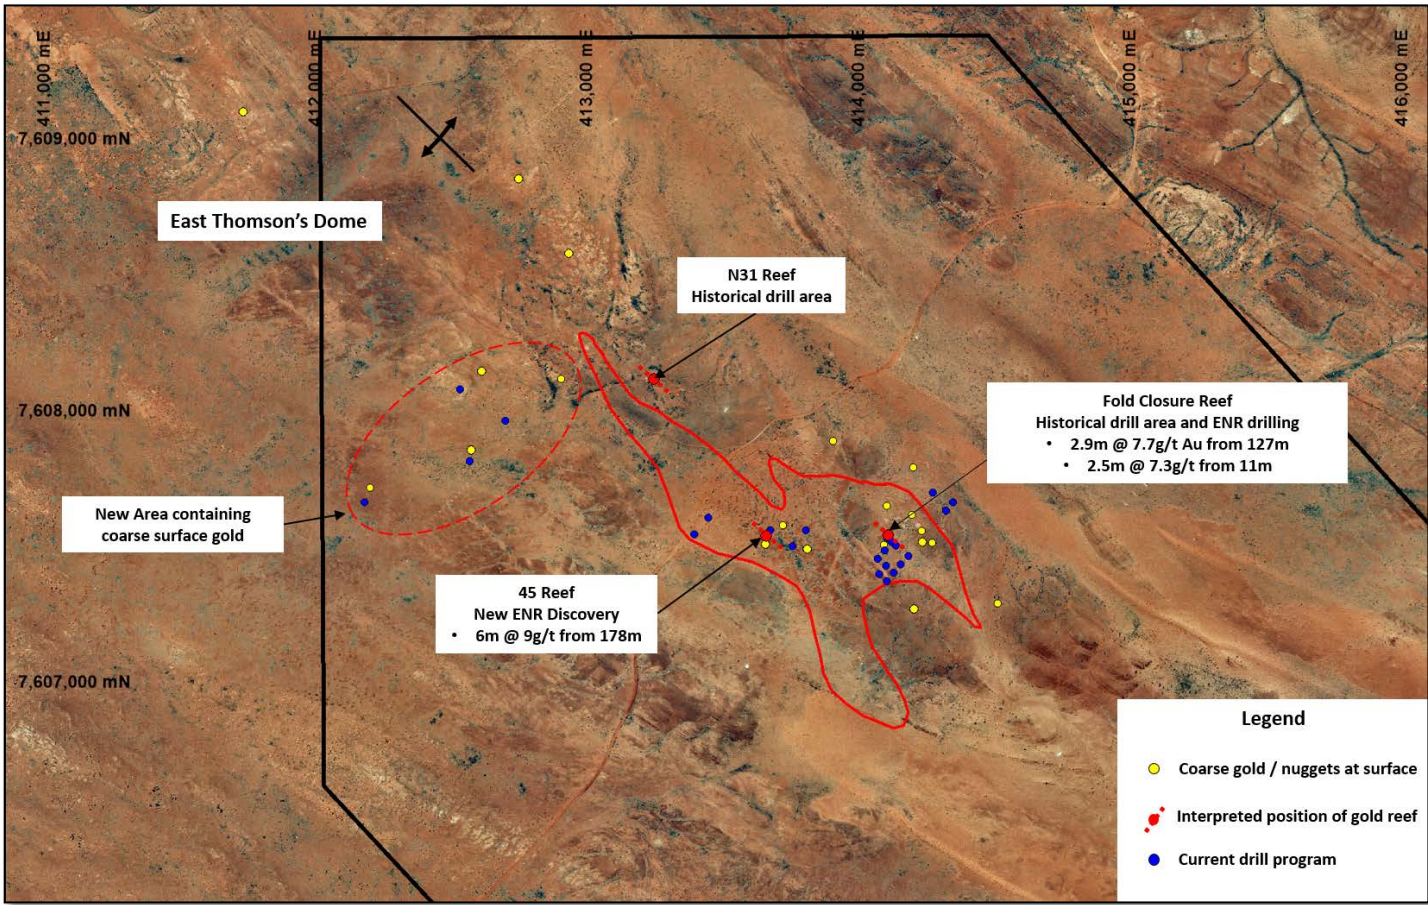 411,000 mE
412,000 mE
413,000 mE
414,000 mE
415,000 mE
416,000 mE
7,609,000 mN
East Thomson's Dome
N31 Reef
Historical drill area
7,608,000 mN
Fold Closure Reef
Historical drill area and ENR drilling
• 2.9m @ 7.7g/t Au from 127m
• 2.5m @ 7.3g/t from 11m
New Area containing
coarse surface gold
45 Reef
New ENR Discovery
• 6m @ 9g/t from 178m
7,607,000 mN
Legend
Coarse gold / nuggets at surface
Interpreted position of gold reef
Current drill program